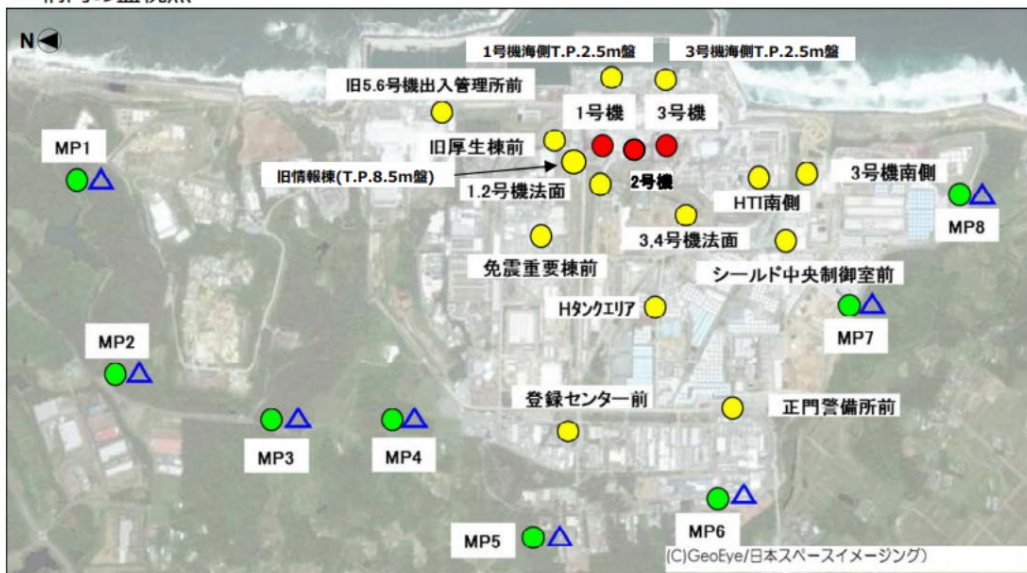 N
1号機海側T.P.2.5m盤
3号機海側T.P.2.5m盤
旧5.6号機出入管理所前
1号機
3号機
MP1
旧厚生棟前
旧情報棟(T.P.8.5m盤)
2号機
3号機南側
1.2号機法面
HTI南側
MP8
3,4号機法面
免震重要棟前
シールド中央制御室前
Hタンクエリア
MP7
MP2
登録センター前
正門警備所前
MP3
MP4
MP6
MP5
(C)GeoEye/日本スペースイメージング)